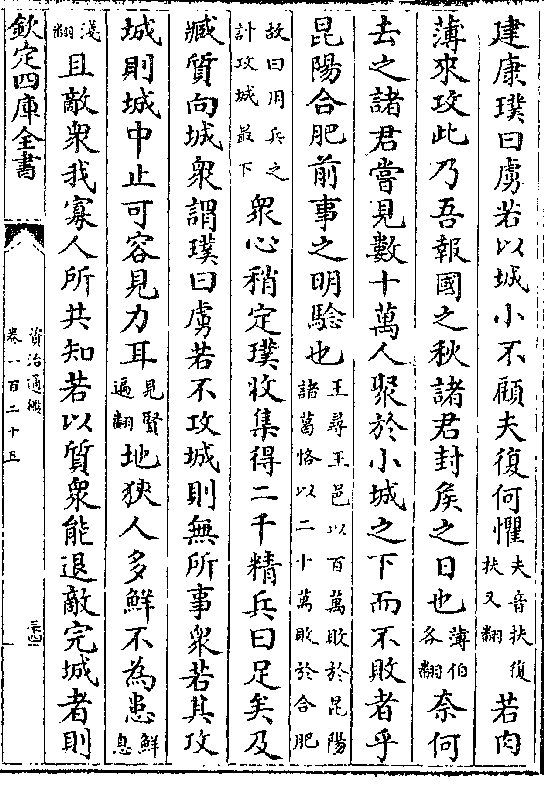 建康璞曰虜若以城小不顧夫復何懼夫音扶復扶又翻若肉
薄來攻此乃吾報國之秋諸君封侯之日也薄伯各翻奈何
去之諸君嘗見數十萬人聚於小城之下而不敗者乎
昆陽合肥前事之明驗也王尋王邑以百萬敗於昆陽諸葛恪以二十萬敗於合肥
故曰用兵之計攻城最下衆心稍定璞收集得二千精兵曰足矣及
臧質向城衆謂璞曰虜若不攻城則無所事衆若其攻
城則城中止可容見力耳見賢遍翻地狹人多鮮不為患鮮息
淺翻且敵衆我寡人所共知若以質衆能退敵完城者則
欽定四庫全書
資治通鑑
卷一百二十五
三四